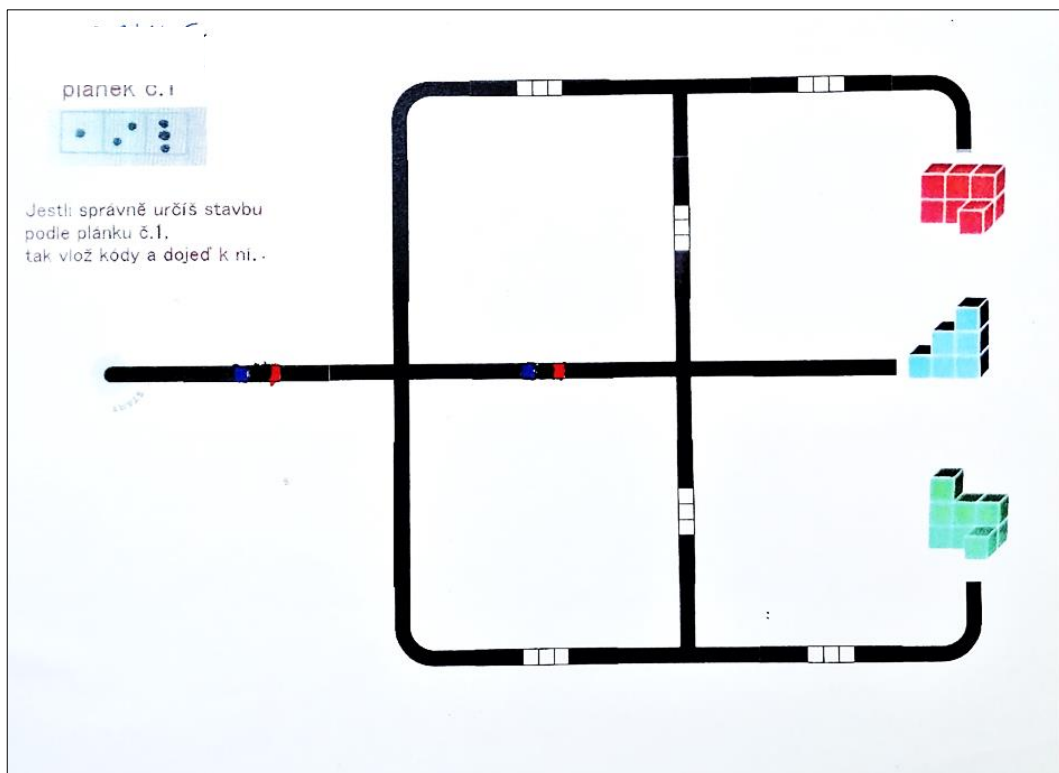 plánek č.1
Jestli správně určíš stavbu
podle plánku č.1,
tak vlož kódy a dojeď k ní.